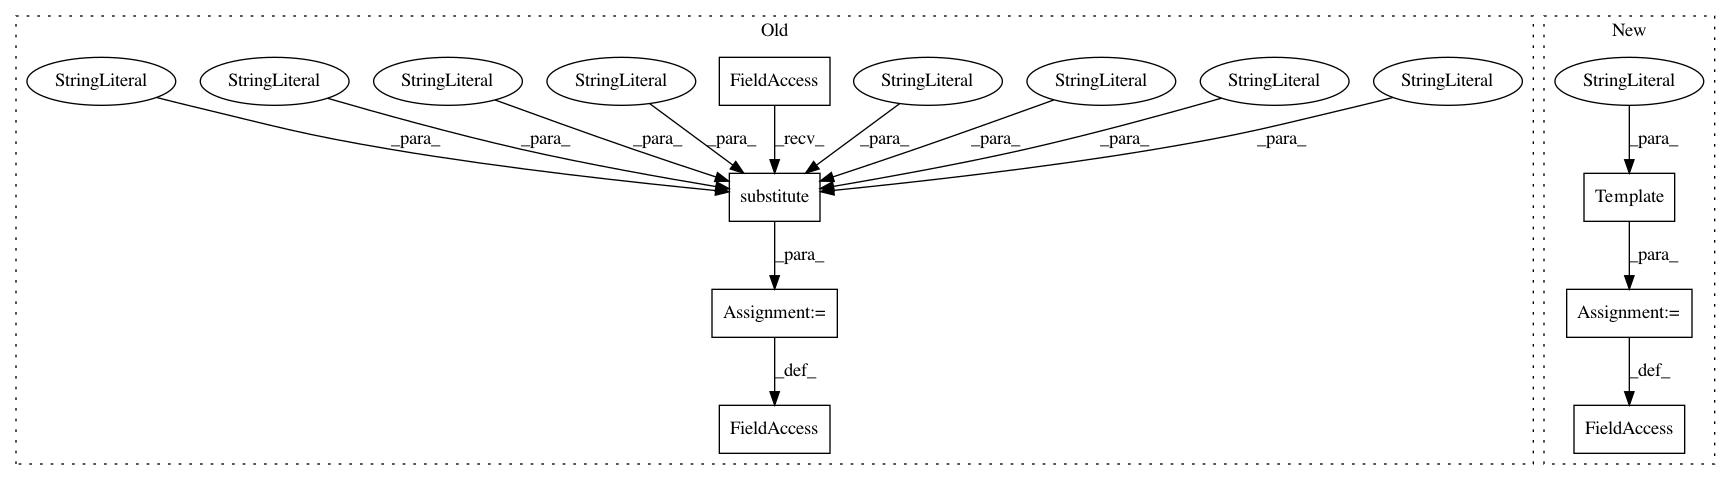 Old New
StringLiteral StringLiteral StringLiteral StringLiteral FieldAccess StringLiteral StringLiteral StringLiteral StringLiteral StringLiteral
_para_ _para_ _para_ _para_ _recv_ _para_ _para_ _para_ _para_ _para_
substitute Template
_para_ _para_
Assignment:= Assignment:=
_def_ _def_
FieldAccess FieldAccess